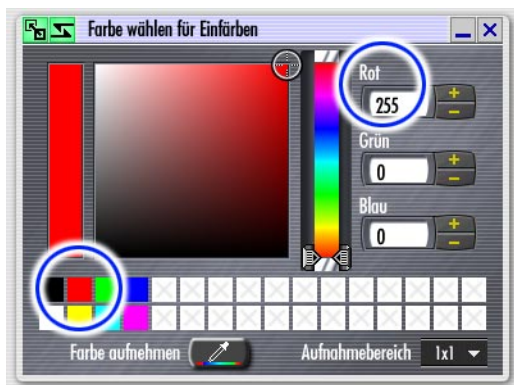 Farbe wählen für Einfärben
Rot
255
Grün
0
Blau
0
Farbe aufnehmen
Aufnahmebereich 1x1